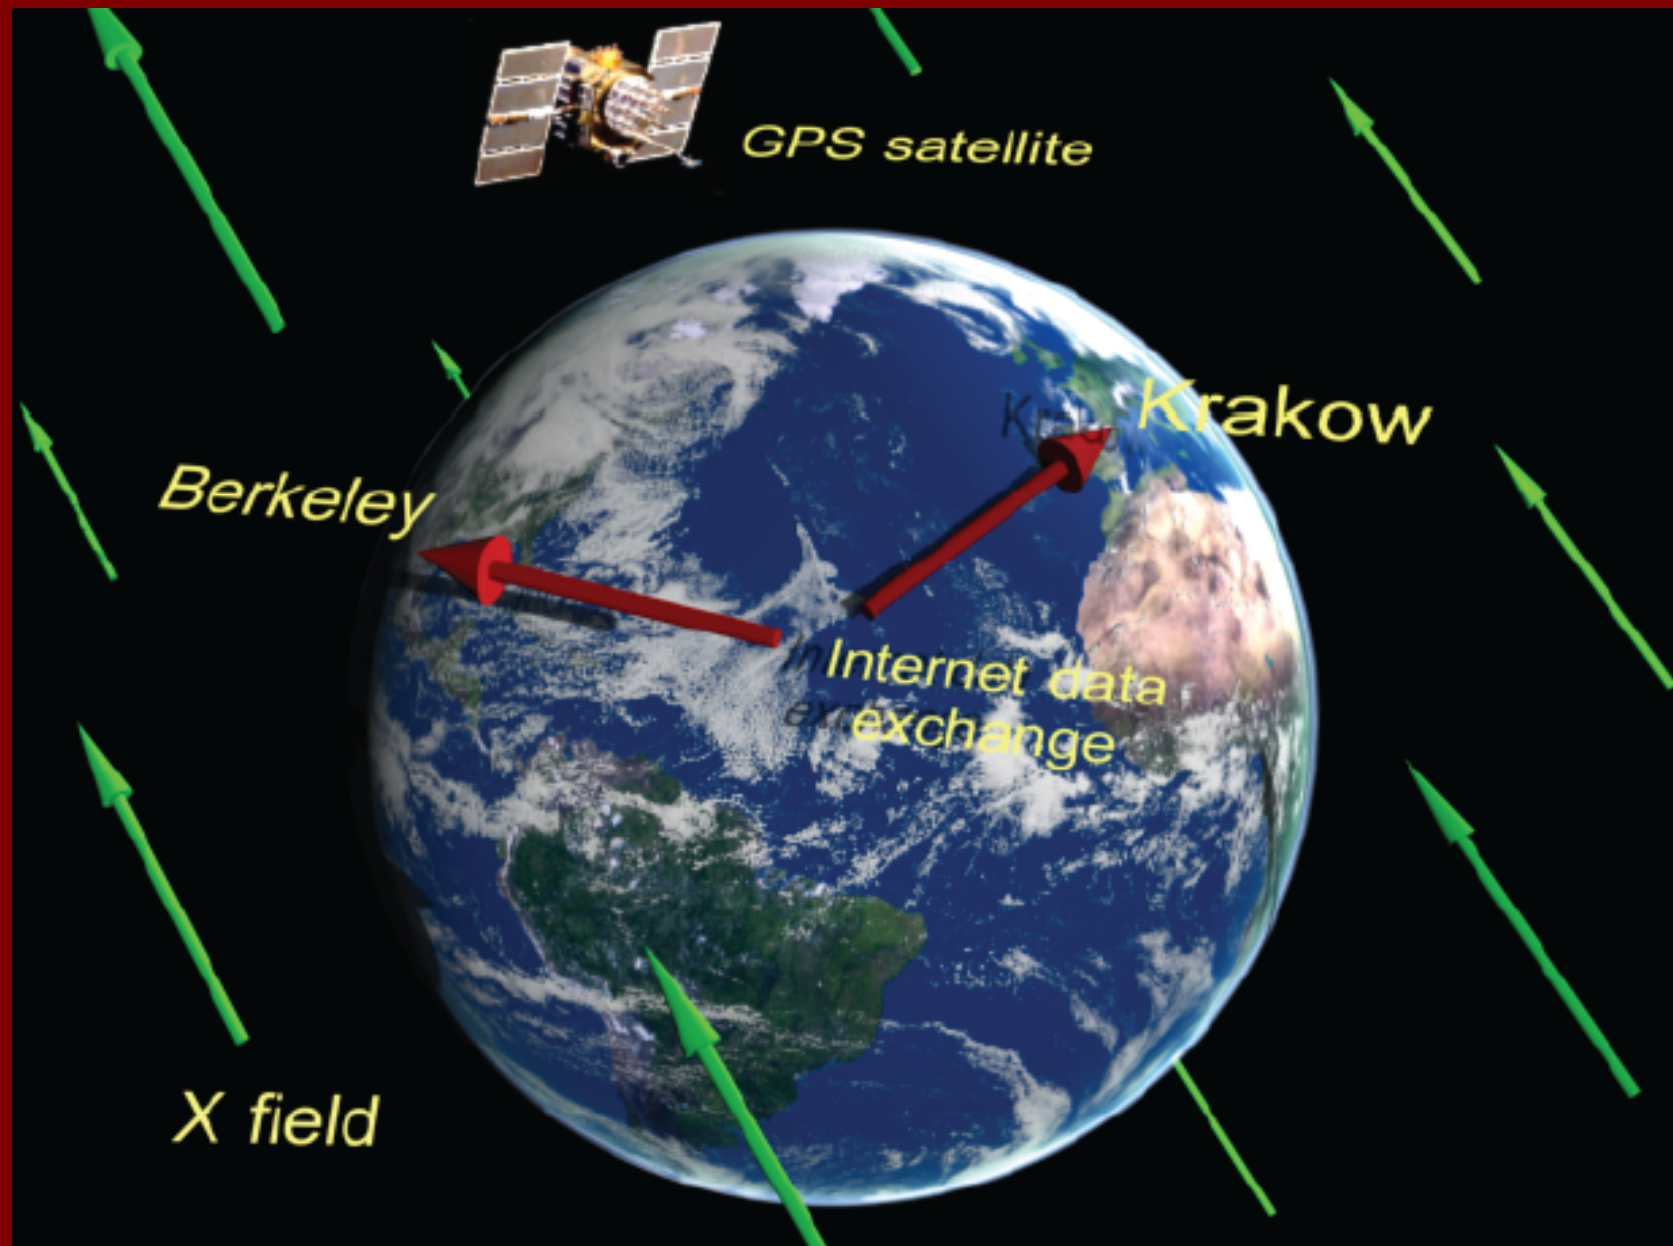 GPS satellite
Krakow
Berkeley
Internet data
exchange
X field